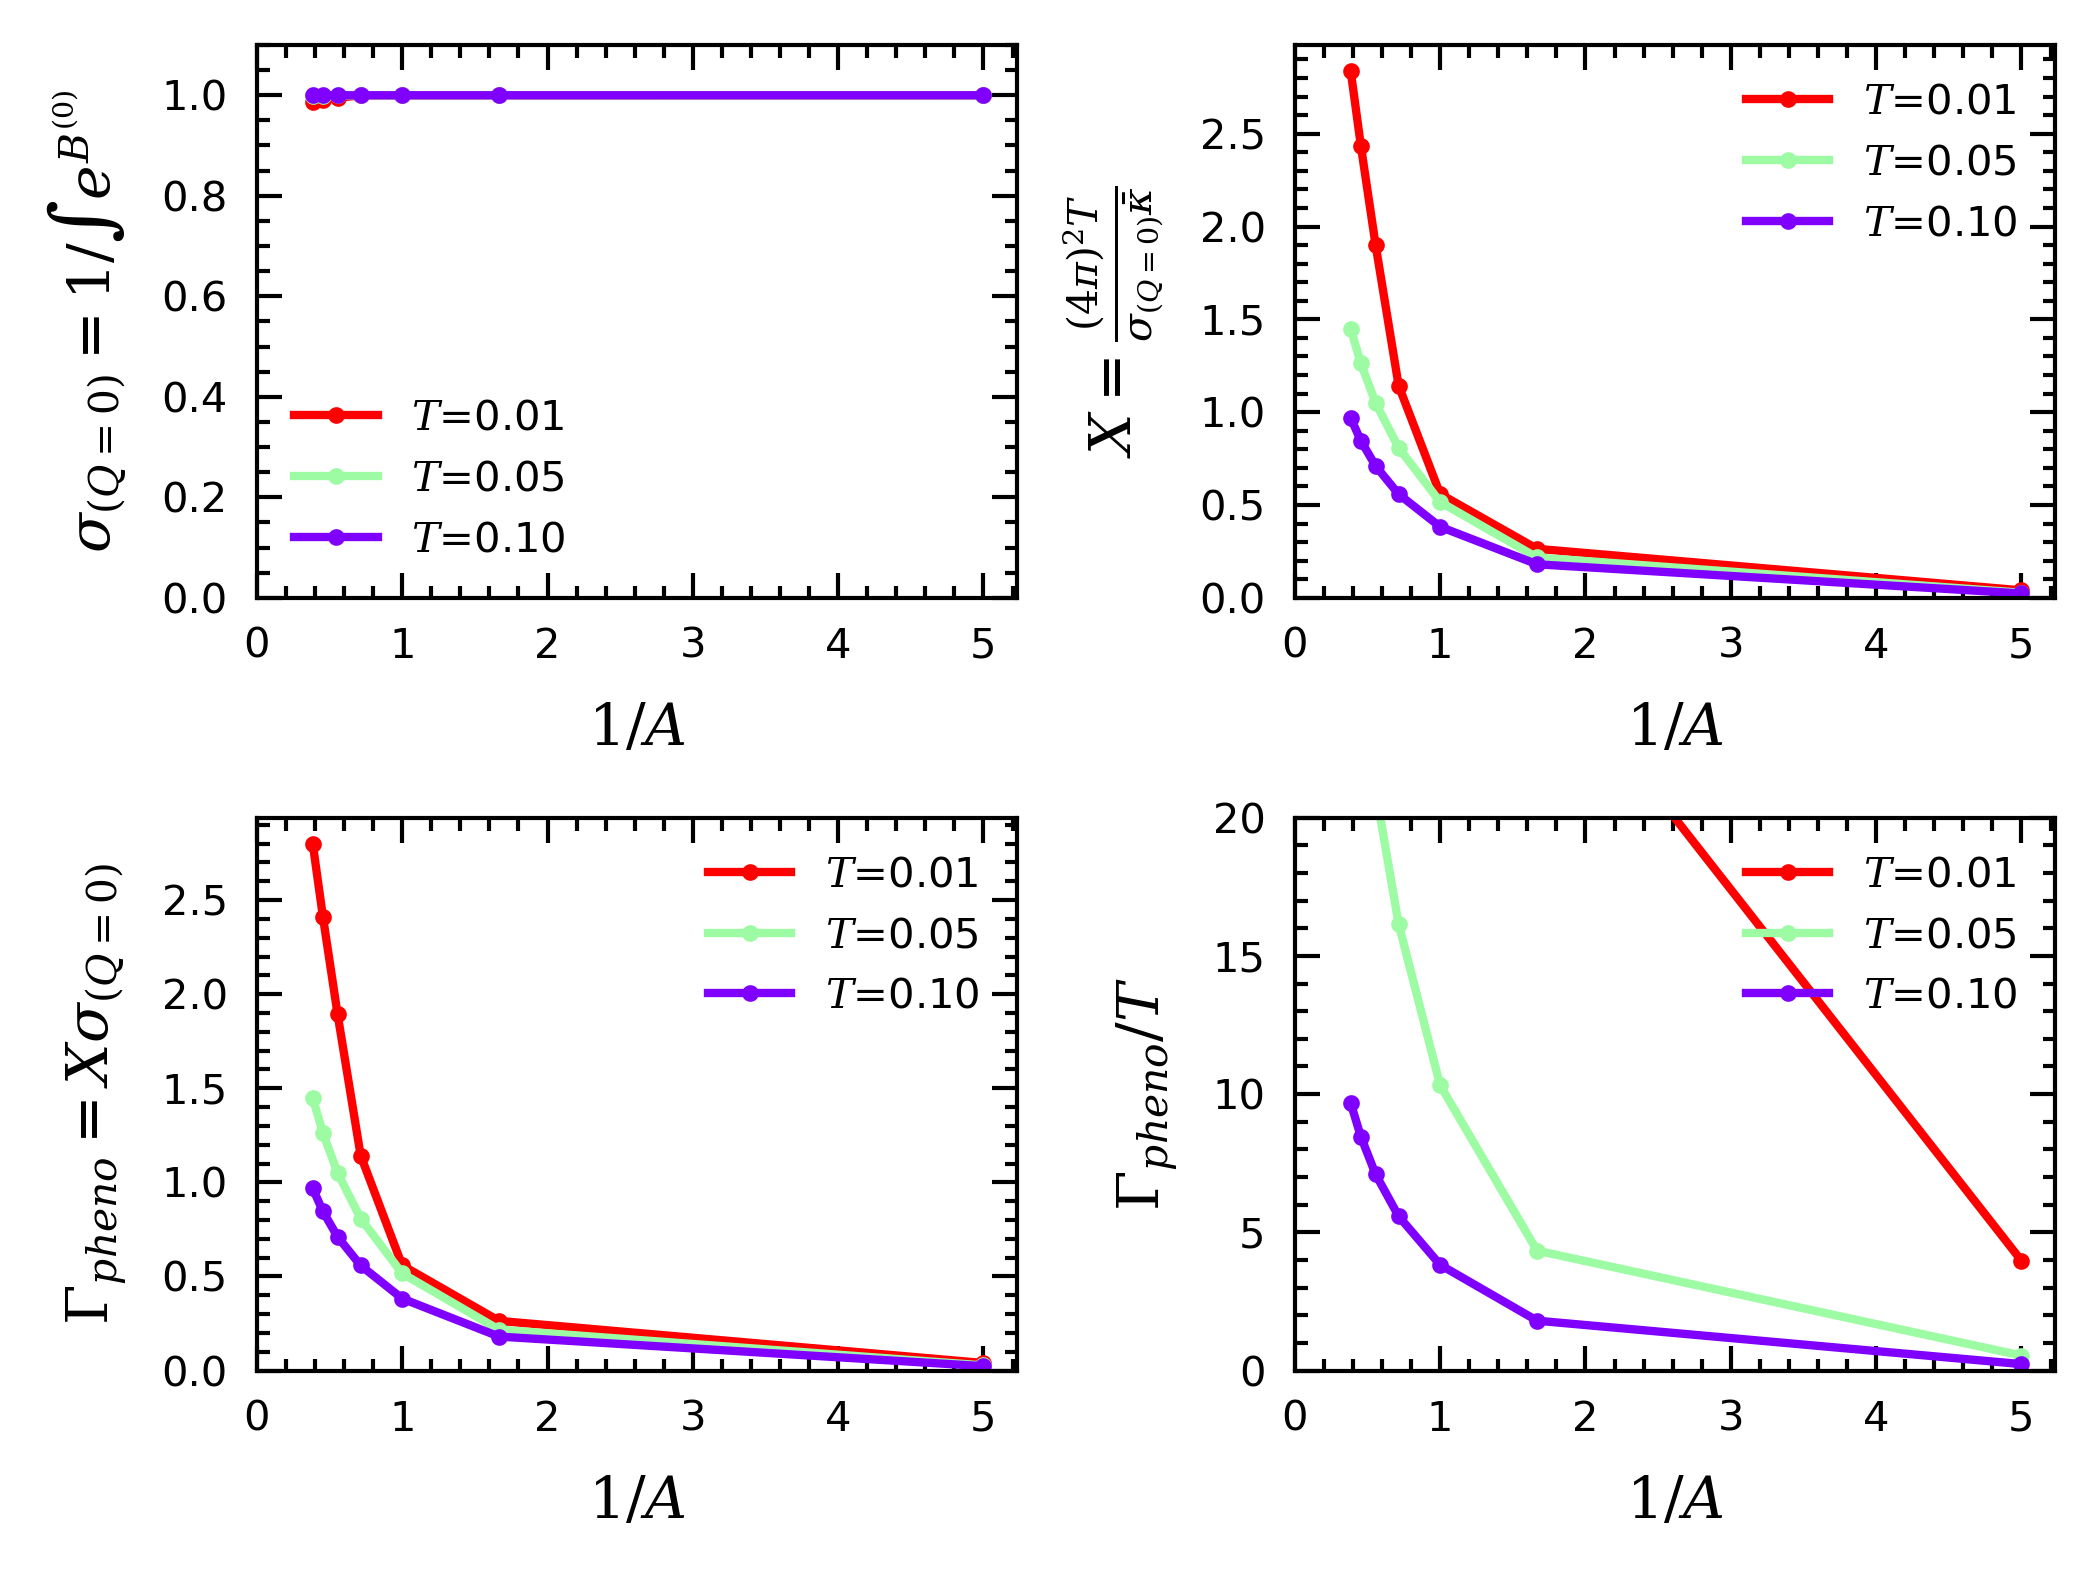 σ(Q=0) = 1/∫e^B^(0)
1.0
0.8
0.6
0.4
0.2
0.0
T=0.01
T=0.05
T=0.10
0 1 2 3 4 5
1/A
X = (4π)²T / σ(Q=0)κ̿
2.5
2.0
1.5
1.0
0.5
0.0
T=0.01
T=0.05
T=0.10
0 1 2 3 4 5
1/A
Γpheno = Xσ(Q=0)
2.5
2.0
1.5
1.0
0.5
0.0
T=0.01
T=0.05
T=0.10
0 1 2 3 4 5
1/A
Γpheno/T
20
15
10
5
0
T=0.01
T=0.05
T=0.10
0 1 2 3 4 5
1/A